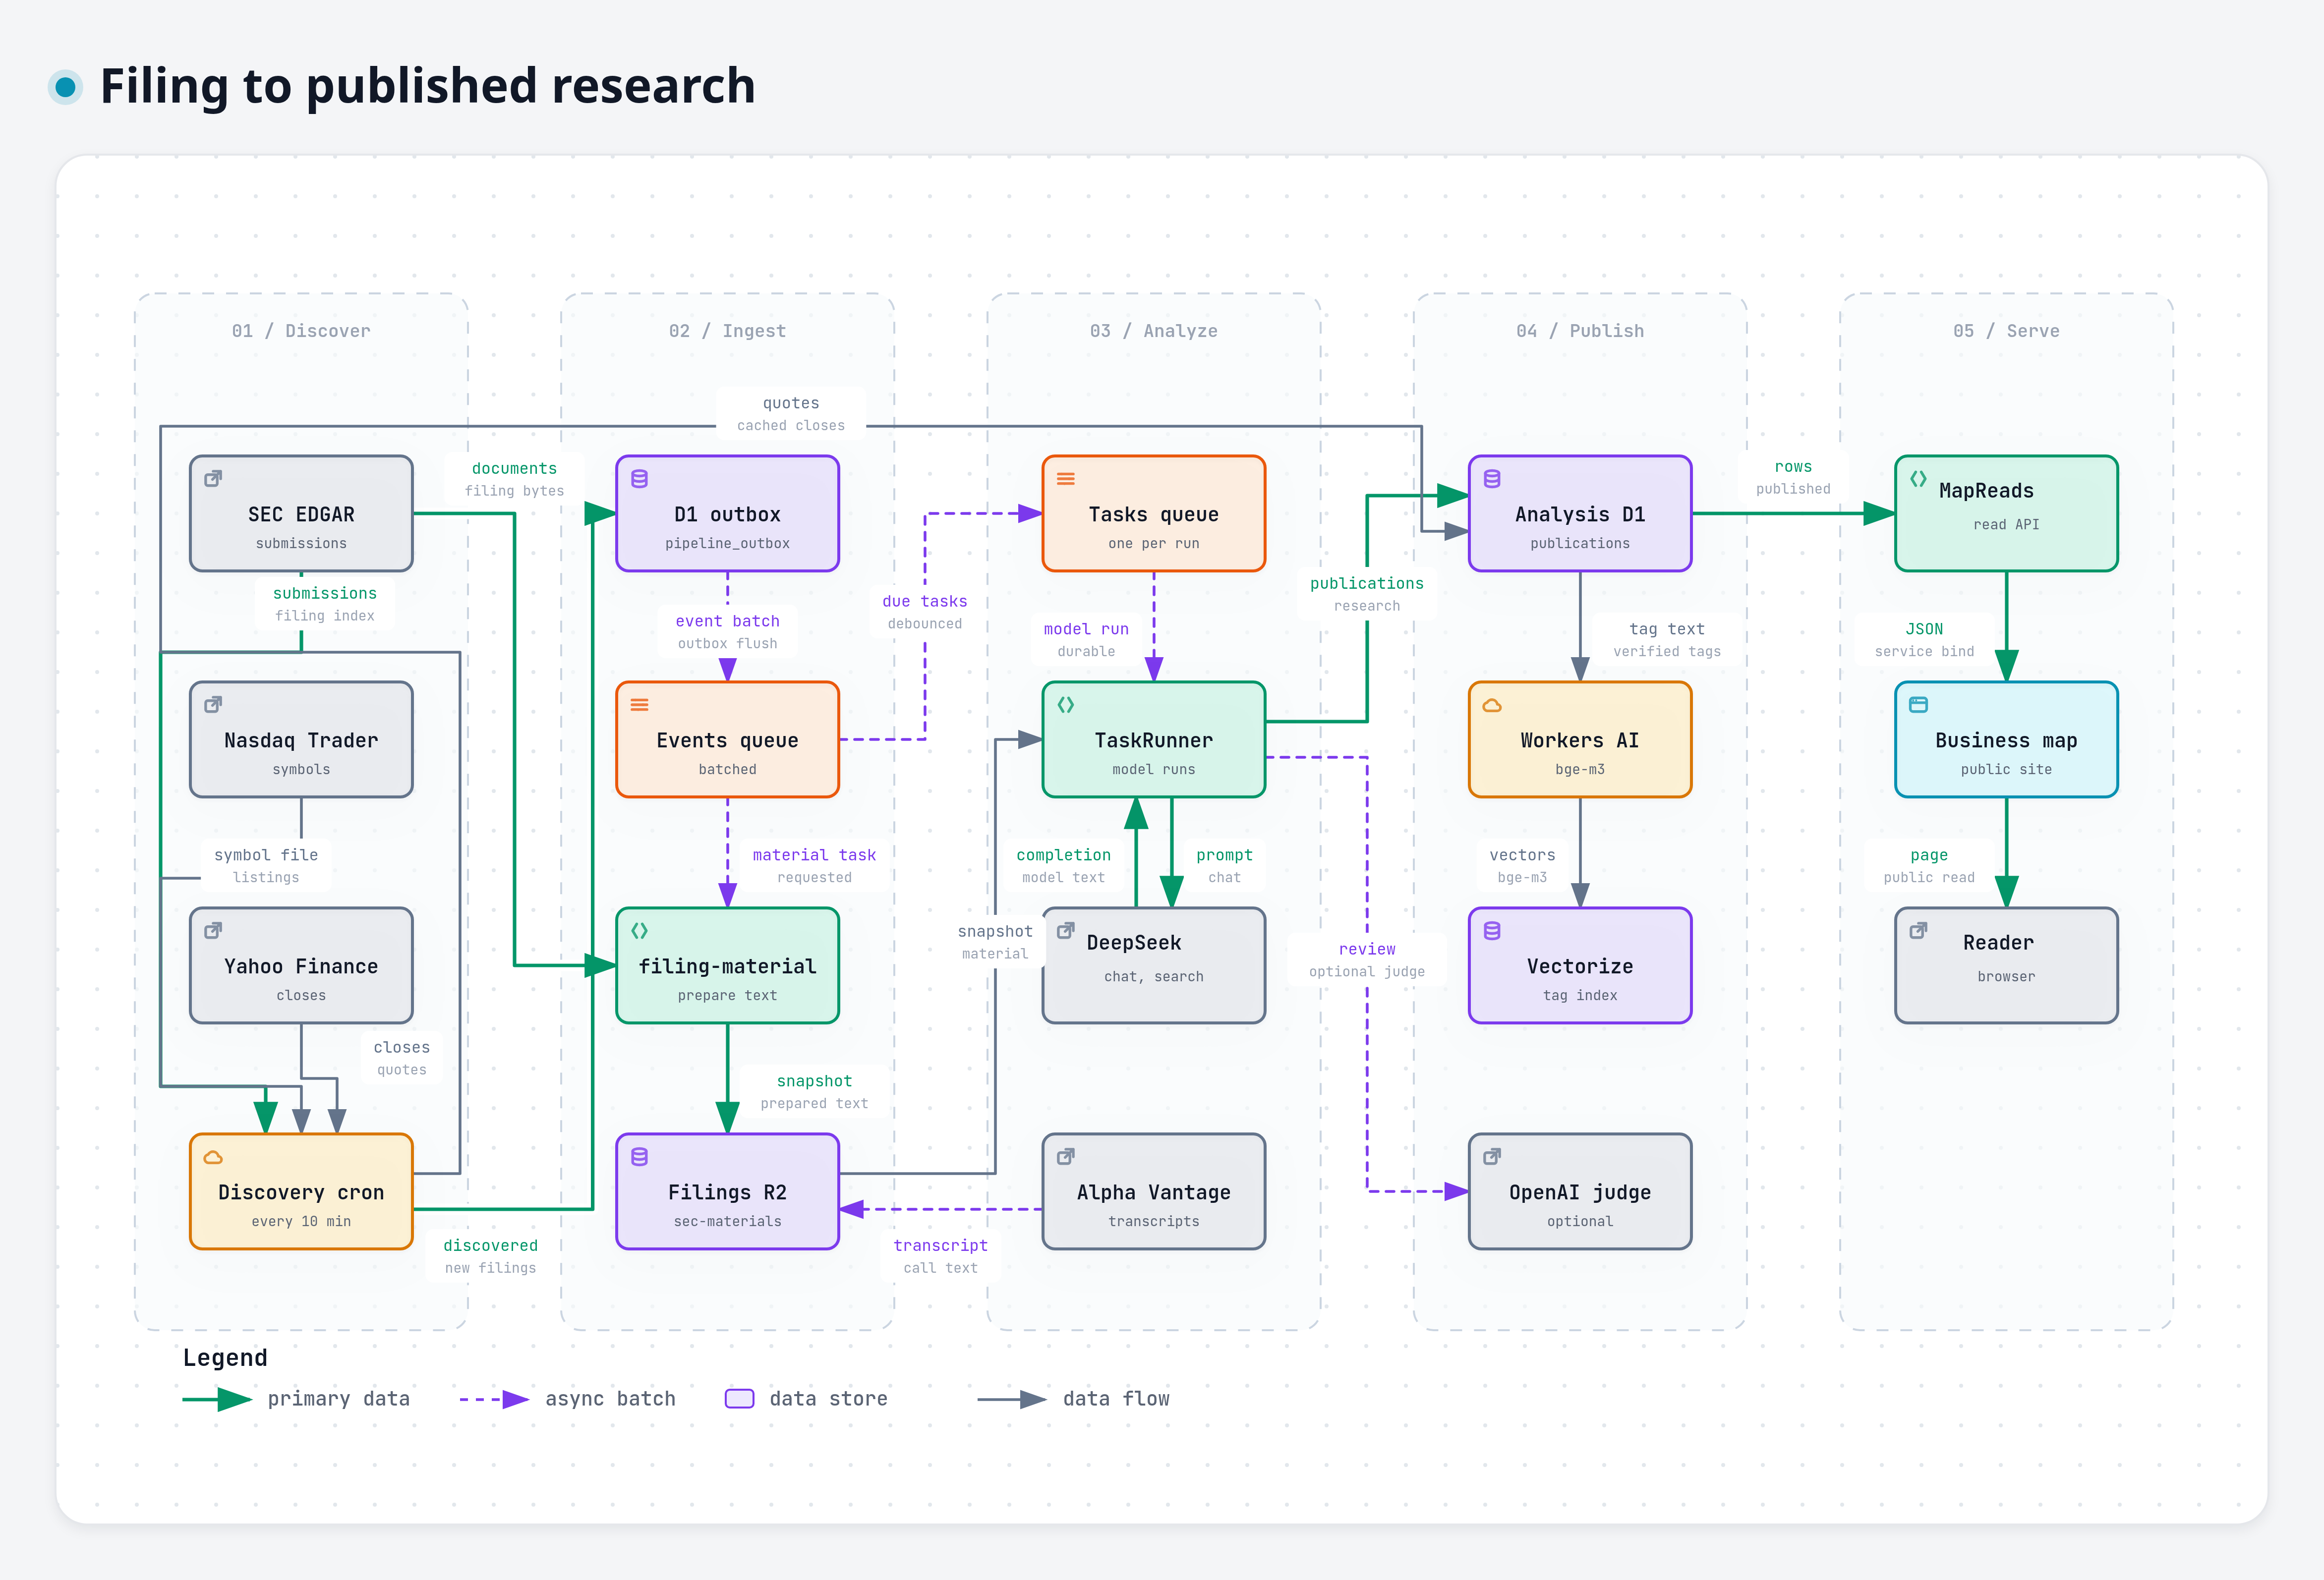 Filing to published research
01 / Discover
02 / Ingest
03 / Analyze
04 / Publish
05 / Serve
quotes
cached closes
SEC EDGAR
submissions
documents
filing bytes
D1 outbox
pipeline_outbox
Tasks queue
one per run
Analysis D1
publications
rows
published
MapReads
read API
submissions
filing index
event batch
outbox flush
due tasks
debounced
model run
durable
publications
research
tag text
verified tags
JSON
service bind
Nasdaq Trader
symbols
Events queue
batched
TaskRunner
model runs
Workers AI
bge-m3
Business map
public site
symbol file
listings
material task
requested
completion
model text
prompt
chat
vectors
bge-m3
page
public read
Yahoo Finance
closes
filing-material
prepare text
snapshot
material
DeepSeek
chat, search
review
optional judge
Vectorize
tag index
Reader
browser
closes
quotes
snapshot
prepared text
Discovery cron
every 10 min
Filings R2
sec-materials
Alpha Vantage
transcripts
OpenAI judge
optional
discovered
new filings
transcript
call text
Legend
primary data
async batch
data store
data flow